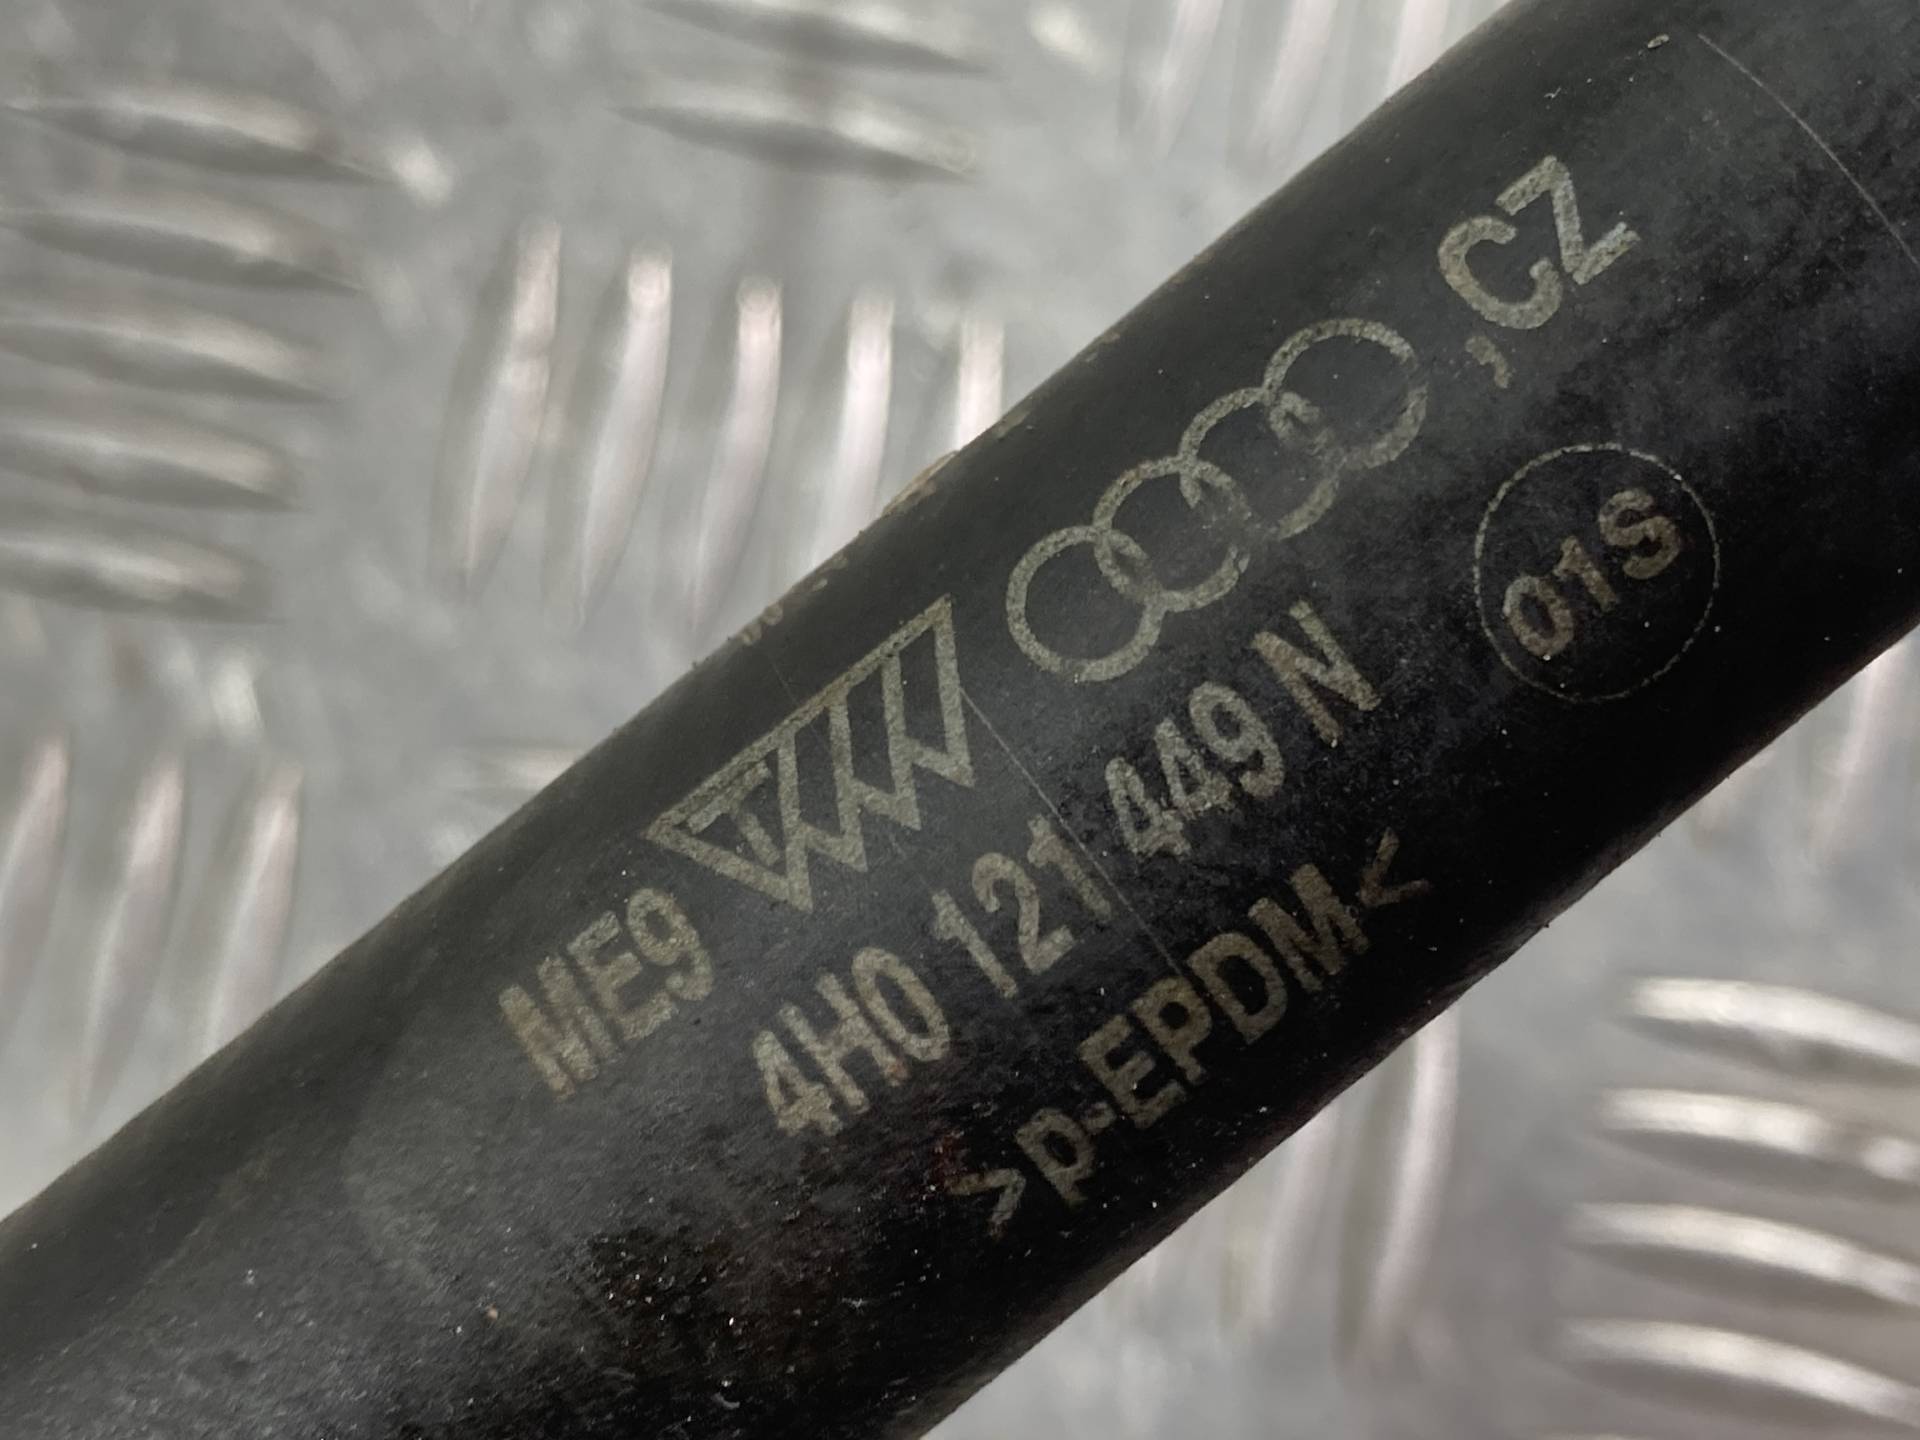 ME9 ,CZ
4H0 121 449 N
01S
>p-EPDM<